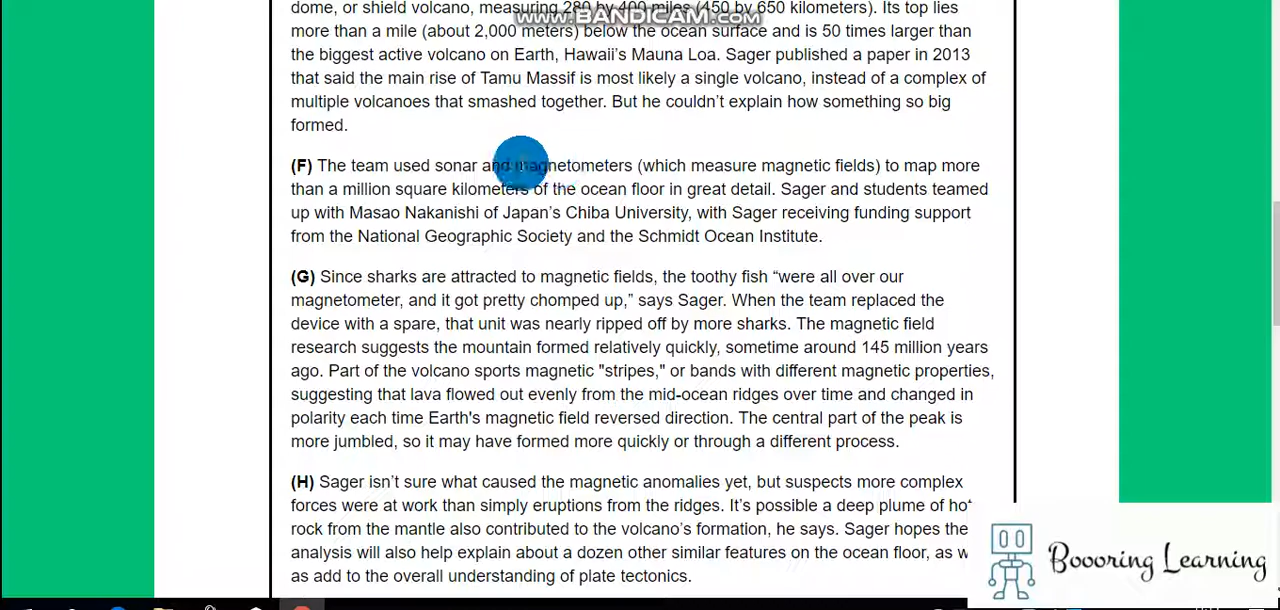 dome, or shield volcano, measuring 280 by 400 miles (450 by 650 kilometers). Its top lies
www.BANDICAM.com
more than a mile (about 2,000 meters) below the ocean surface and is 50 times larger than
the biggest active volcano on Earth, Hawaii's Mauna Loa. Sager published a paper in 2013
that said the main rise of Tamu Massif is most likely a single volcano, instead of a complex of
multiple volcanoes that smashed together. But he couldn't explain how something so big
formed.
(F) The team used sonar and magnetometers (which measure magnetic fields) to map more
than a million square kilometers of the ocean floor in great detail. Sager and students teamed
up with Masao Nakanishi of Japan's Chiba University, with Sager receiving funding support
from the National Geographic Society and the Schmidt Ocean Institute.
(G) Since sharks are attracted to magnetic fields, the toothy fish “were all over our
magnetometer, and it got pretty chomped up,” says Sager. When the team replaced the
device with a spare, that unit was nearly ripped off by more sharks. The magnetic field
research suggests the mountain formed relatively quickly, sometime around 145 million years
ago. Part of the volcano sports magnetic "stripes," or bands with different magnetic properties,
suggesting that lava flowed out evenly from the mid-ocean ridges over time and changed in
polarity each time Earth's magnetic field reversed direction. The central part of the peak is
more jumbled, so it may have formed more quickly or through a different process.
(H) Sager isn't sure what caused the magnetic anomalies yet, but suspects more complex
forces were at work than simply eruptions from the ridges. It's possible a deep plume of
rock from the mantle also contributed to the volcano's formation, he says. Sager hopes the
analysis will also help explain about a dozen other similar features on the ocean floor, as
as add to the overall understanding of plate tectonics.
Boooring Learning